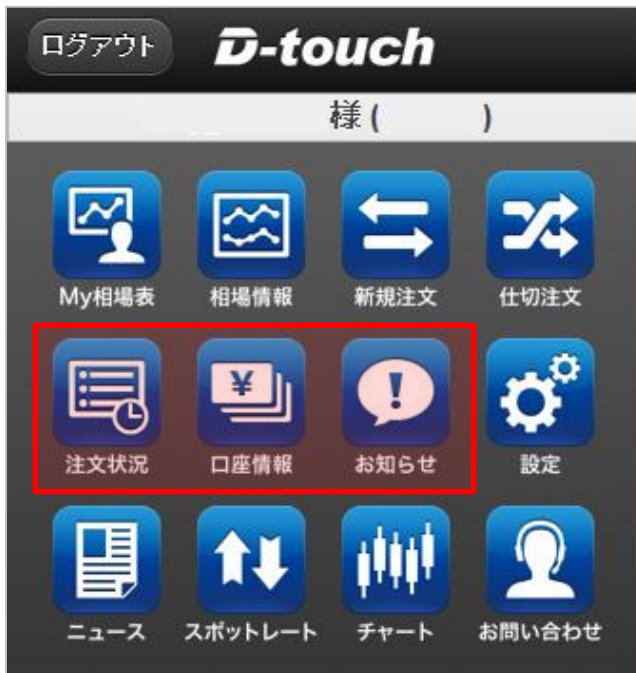 ログアウト D-touch
様 ( )
My相場表 相場情報 新規注文 仕切注文
注文状況 口座情報 お知らせ 設定
ニュース スポットレート チャート お問い合わせ